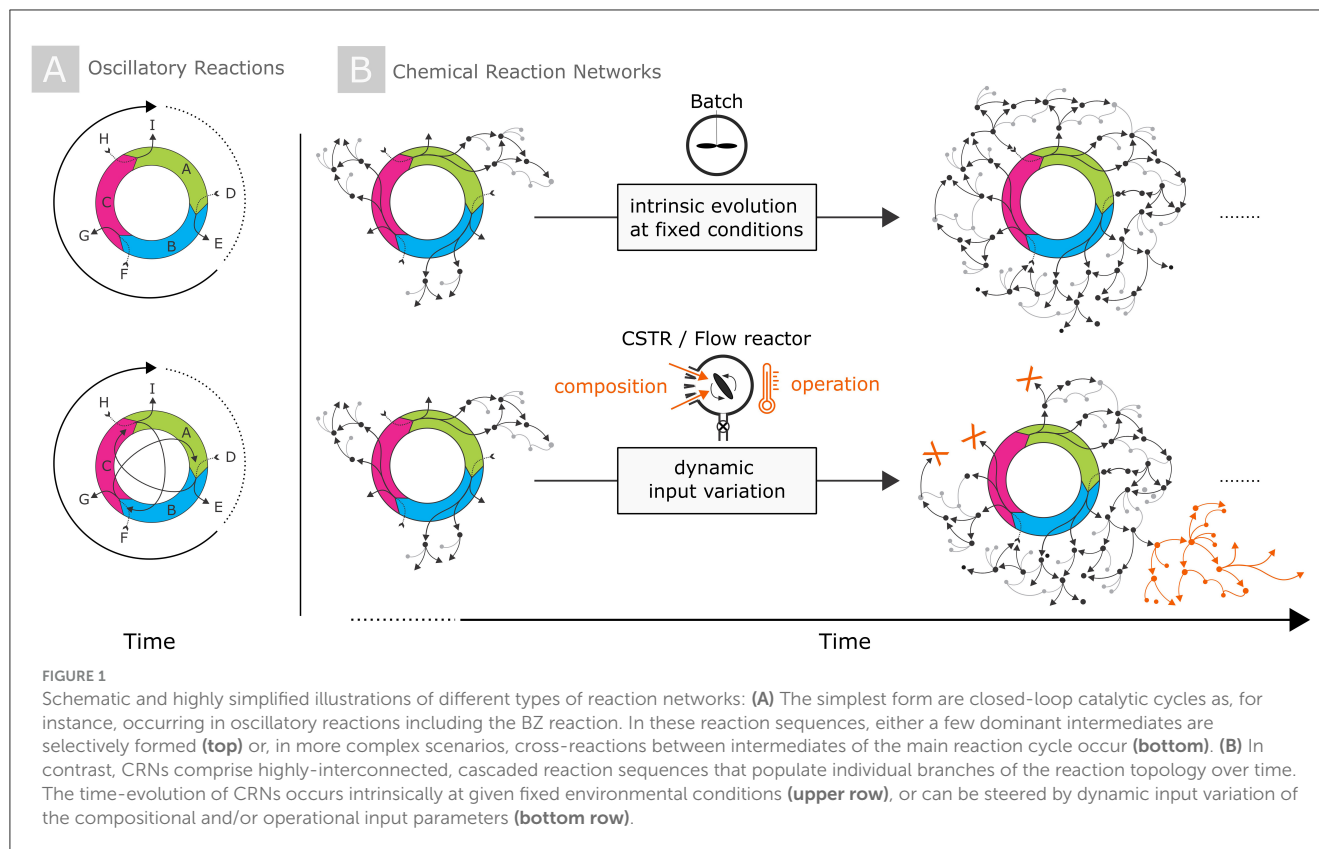 A Oscillatory Reactions
H
I
A
D
C
G
B
E
F
H
I
A
D
C
G
B
E
F
Time
B Chemical Reaction Networks
Batch
intrinsic evolution
at fixed conditions
........
CSTR / Flow reactor
composition
operation
dynamic
input variation
........
Time
FIGURE 1
Schematic and highly simplified illustrations of different types of reaction networks: (A) The simplest form are closed-loop catalytic cycles as, for
instance, occurring in oscillatory reactions including the BZ reaction. In these reaction sequences, either a few dominant intermediates are
selectively formed (top) or, in more complex scenarios, cross-reactions between intermediates of the main reaction cycle occur (bottom). (B) In
contrast, CRNs comprise highly-interconnected, cascaded reaction sequences that populate individual branches of the reaction topology over time.
The time-evolution of CRNs occurs intrinsically at given fixed environmental conditions (upper row), or can be steered by dynamic input variation of
the compositional and/or operational input parameters (bottom row).